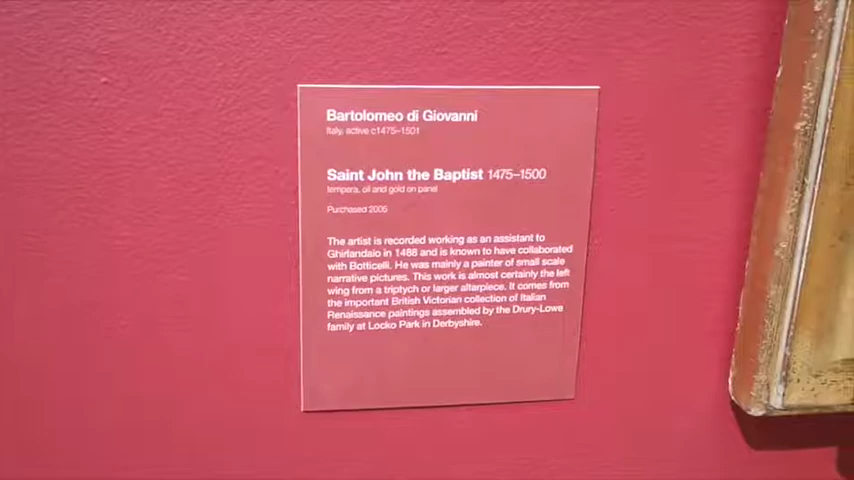 Bartolomeo di Giovanni
Italy, active c1475–1501
Saint John the Baptist 1475–1500
tempera, oil and gold on panel
Purchased 2005
The artist is recorded working as an assistant to
Ghirlandaio in 1488 and is known to have collaborated
with Botticelli. He was mainly a painter of small scale
narrative pictures. This work is almost certainly the left
wing from a triptych or larger altarpiece. It comes from
the important British Victorian collection of Italian
Renaissance paintings assembled by the Drury-Lowe
family at Locko Park in Derbyshire.